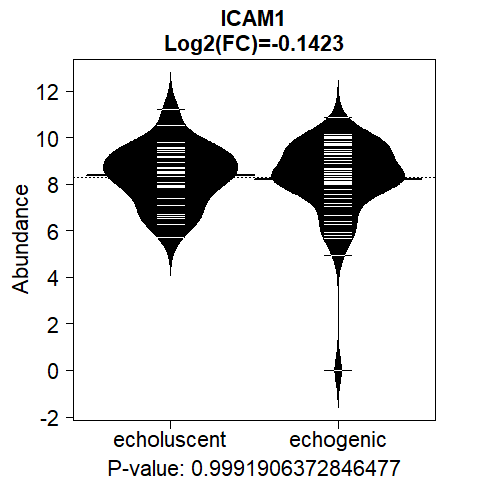 ICAM1
Log2(FC)=-0.1423
Abundance
12
10
8
6
4
2
0
-2
echoluscent echogenic
P-value: 0.9991906372846477